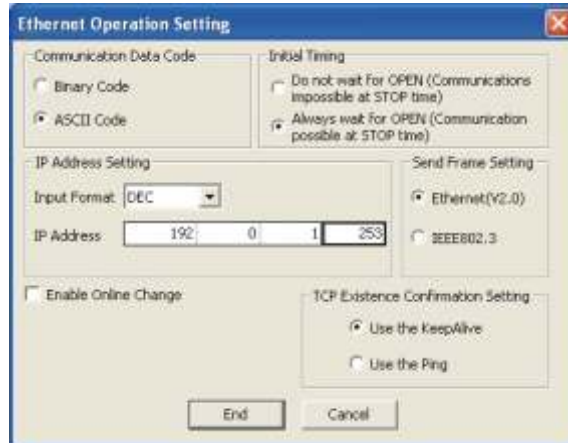 Ethernet Operation Setting
Communication Data Code
Binary Code
ASCII Code
Initial Timing
Do not wait for OPEN (Communications
impossible at STOP time)
Always wait for OPEN (Communication
possible at STOP time)
IP Address Setting
Input Format DEC
IP Address 192 0 1 253
Send Frame Setting
Ethernet(V2.0)
IEEE802.3
Enable Online Change
TCP Existence Confirmation Setting
Use the KeepAlive
Use the Ping
End Cancel